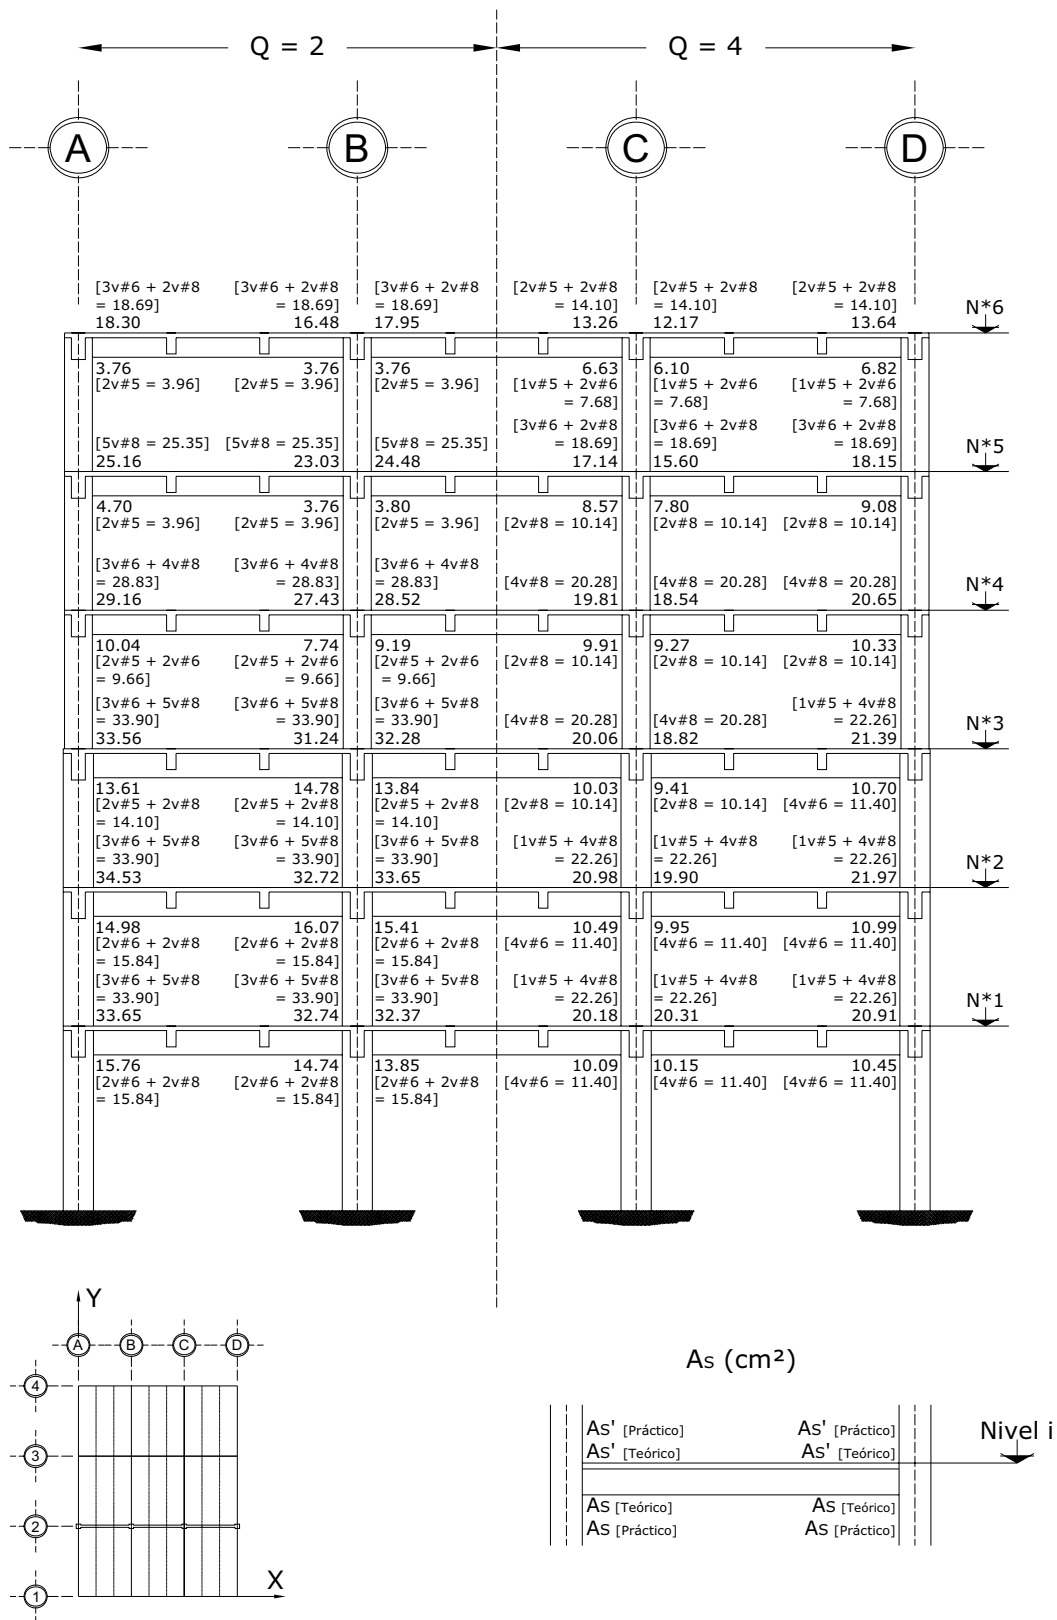 Q = 2 Q = 4
A B C D
[3v#6 + 2v#8 [3v#6 + 2v#8 [3v#6 + 2v#8 [2v#5 + 2v#8 [2v#5 + 2v#8 [2v#5 + 2v#8
= 18.69] = 18.69] = 18.69] = 14.10] = 14.10] = 14.10]
18.30 16.48 17.95 13.26 12.17 13.64
N*6
3.76 3.76 3.76 6.63 6.10 6.82
[2v#5 = 3.96] [2v#5 = 3.96] [2v#5 = 3.96] [1v#5 + 2v#6 [1v#5 + 2v#6 [1v#5 + 2v#6
= 7.68] = 7.68] = 7.68]
[3v#6 + 2v#8 [3v#6 + 2v#8 [3v#6 + 2v#8
[5v#8 = 25.35] [5v#8 = 25.35] [5v#8 = 25.35] = 18.69] = 18.69] = 18.69]
25.16 23.03 24.48 17.14 15.60 18.15
N*5
4.70 3.76 3.80 8.57 7.80 9.08
[2v#5 = 3.96] [2v#5 = 3.96] [2v#5 = 3.96] [2v#8 = 10.14] [2v#8 = 10.14] [2v#8 = 10.14]
[3v#6 + 4v#8 [3v#6 + 4v#8 [3v#6 + 4v#8
= 28.83] = 28.83] = 28.83] [4v#8 = 20.28] [4v#8 = 20.28] [4v#8 = 20.28]
29.16 27.43 28.52 19.81 18.54 20.65
N*4
10.04 7.74 9.19 9.91 9.27 10.33
[2v#5 + 2v#6 [2v#5 + 2v#6 [2v#5 + 2v#6 [2v#8 = 10.14] [2v#8 = 10.14] [2v#8 = 10.14]
= 9.66] = 9.66] = 9.66]
[3v#6 + 5v#8 [3v#6 + 5v#8 [3v#6 + 5v#8 [1v#5 + 4v#8
= 33.90] = 33.90] = 33.90] [4v#8 = 20.28] [4v#8 = 20.28] = 22.26]
33.56 31.24 32.28 20.06 18.82 21.39
N*3
13.61 14.78 13.84 10.03 9.41 10.70
[2v#5 + 2v#8 [2v#5 + 2v#8 [2v#5 + 2v#8 [2v#8 = 10.14] [2v#8 = 10.14] [4v#6 = 11.40]
= 14.10] = 14.10] = 14.10]
[3v#6 + 5v#8 [3v#6 + 5v#8 [3v#6 + 5v#8 [1v#5 + 4v#8 [1v#5 + 4v#8 [1v#5 + 4v#8
= 33.90] = 33.90] = 33.90] = 22.26] = 22.26] = 22.26]
34.53 32.72 33.65 20.98 19.90 21.97
N*2
14.98 16.07 15.41 10.49 9.95 10.99
[2v#6 + 2v#8 [2v#6 + 2v#8 [2v#6 + 2v#8 [4v#6 = 11.40] [4v#6 = 11.40] [4v#6 = 11.40]
= 15.84] = 15.84] = 15.84]
[3v#6 + 5v#8 [3v#6 + 5v#8 [3v#6 + 5v#8 [1v#5 + 4v#8 [1v#5 + 4v#8 [1v#5 + 4v#8
= 33.90] = 33.90] = 33.90] = 22.26] = 22.26] = 22.26]
33.65 32.74 32.37 20.18 20.31 20.91
N*1
15.76 14.74 13.85 10.09 10.15 10.45
[2v#6 + 2v#8 [2v#6 + 2v#8 [2v#6 + 2v#8 [4v#6 = 11.40] [4v#6 = 11.40] [4v#6 = 11.40]
= 15.84] = 15.84] = 15.84]
Y
A B C D
4
3
2
1
X
As (cm²)
As' [Práctico] As' [Práctico]
As' [Teórico] As' [Teórico]
Nivel i
As [Teórico] As [Teórico]
As [Práctico] As [Práctico]